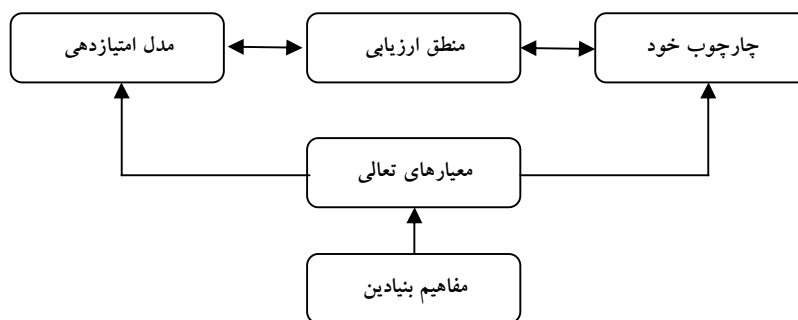 چارچوب خود
منطق ارزیابی
مدل امتیازدهی
معیارهای تعالی
مفاهیم بنیادین